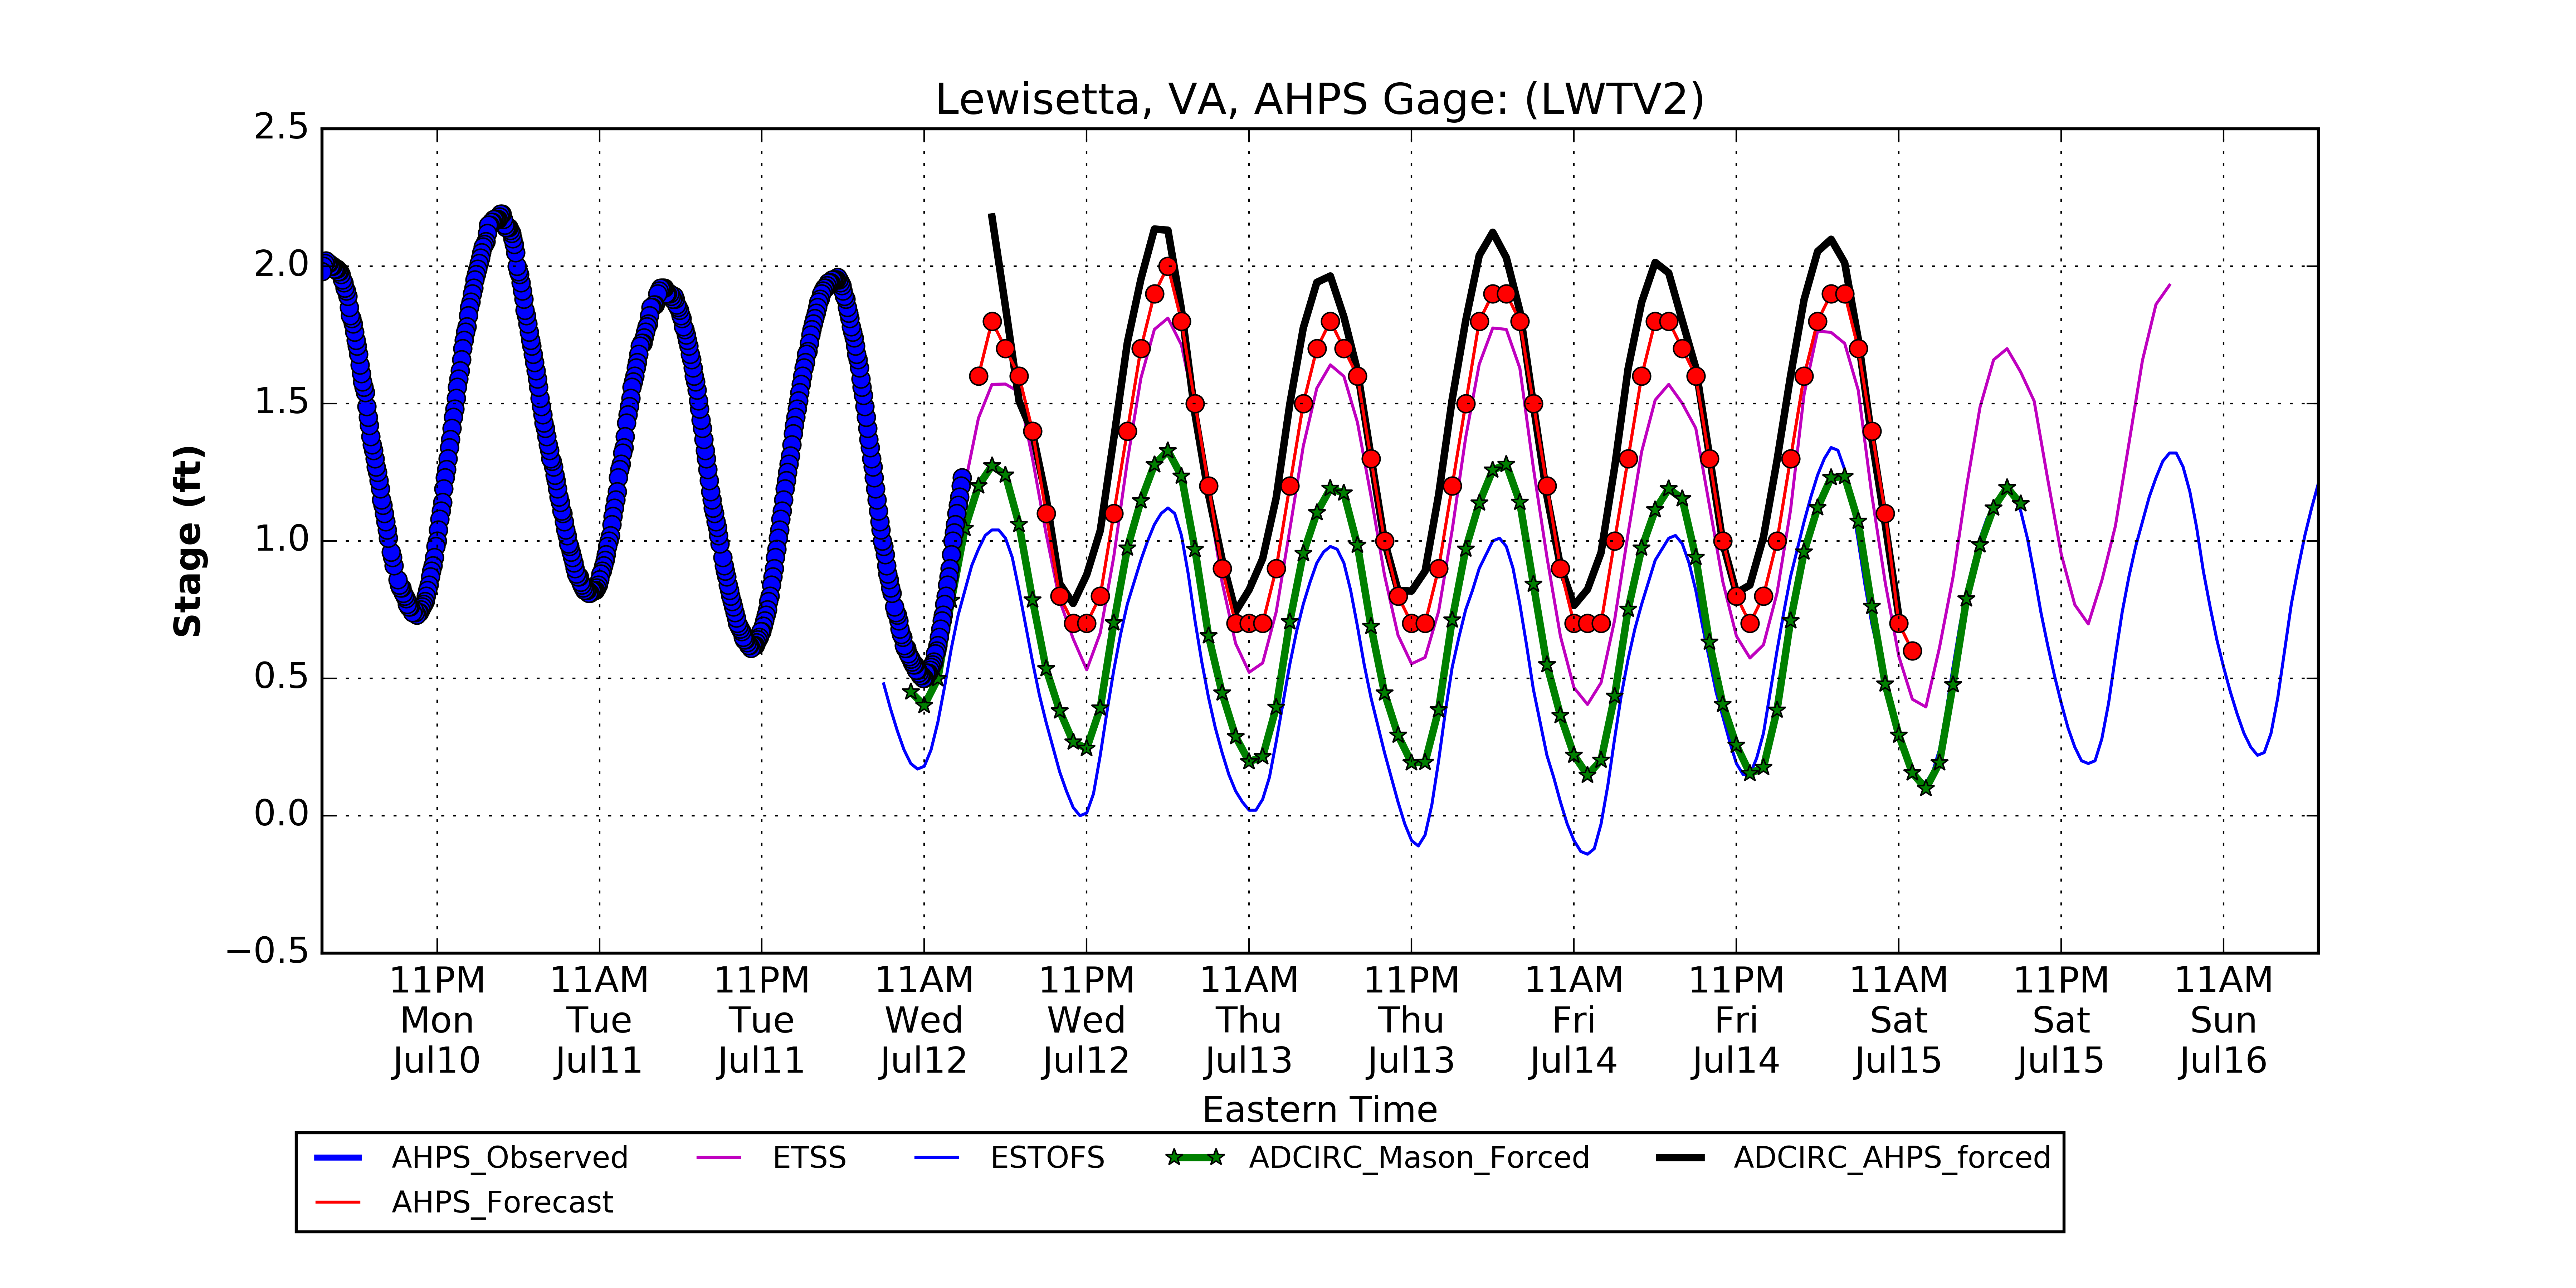 Lewisetta, VA, AHPS Gage: (LWTV2)
Stage (ft)
2.5
2.0
1.5
1.0
0.5
0.0
−0.5
11PM 11AM 11PM 11AM 11PM 11AM 11PM 11AM 11PM 11AM 11PM 11AM
Mon Tue Tue Wed Wed Thu Thu Fri Fri Sat Sat Sun
Jul10 Jul11 Jul11 Jul12 Jul12 Jul13 Jul13 Jul14 Jul14 Jul15 Jul15 Jul16
Eastern Time
AHPS_Observed ETSS ESTOFS ADCIRC_Mason_Forced ADCIRC_AHPS_forced
AHPS_Forecast